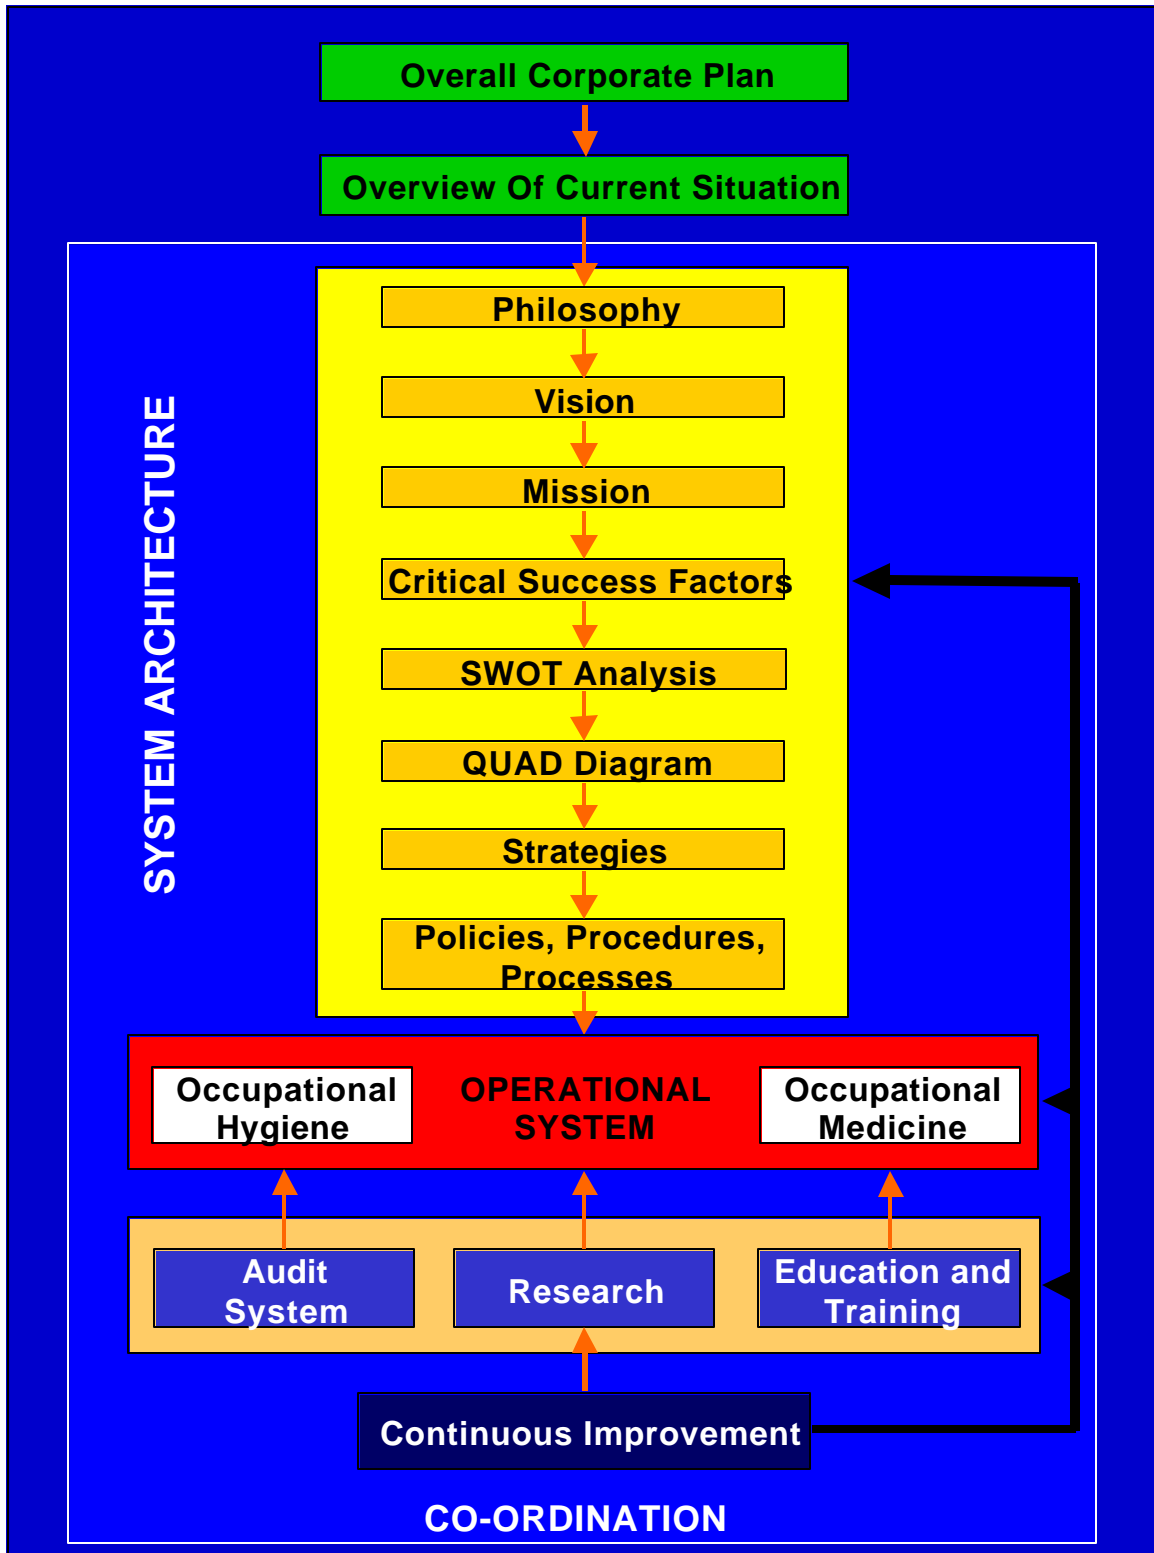 Overall Corporate Plan
Overview Of Current Situation
SYSTEM ARCHITECTURE
Philosophy
Vision
Mission
Critical Success Factors
SWOT Analysis
QUAD Diagram
Strategies
Policies, Procedures,
Processes
Occupational
Hygiene
OPERATIONAL
SYSTEM
Occupational
Medicine
Audit
System
Research
Education and
Training
Continuous Improvement
CO-ORDINATION